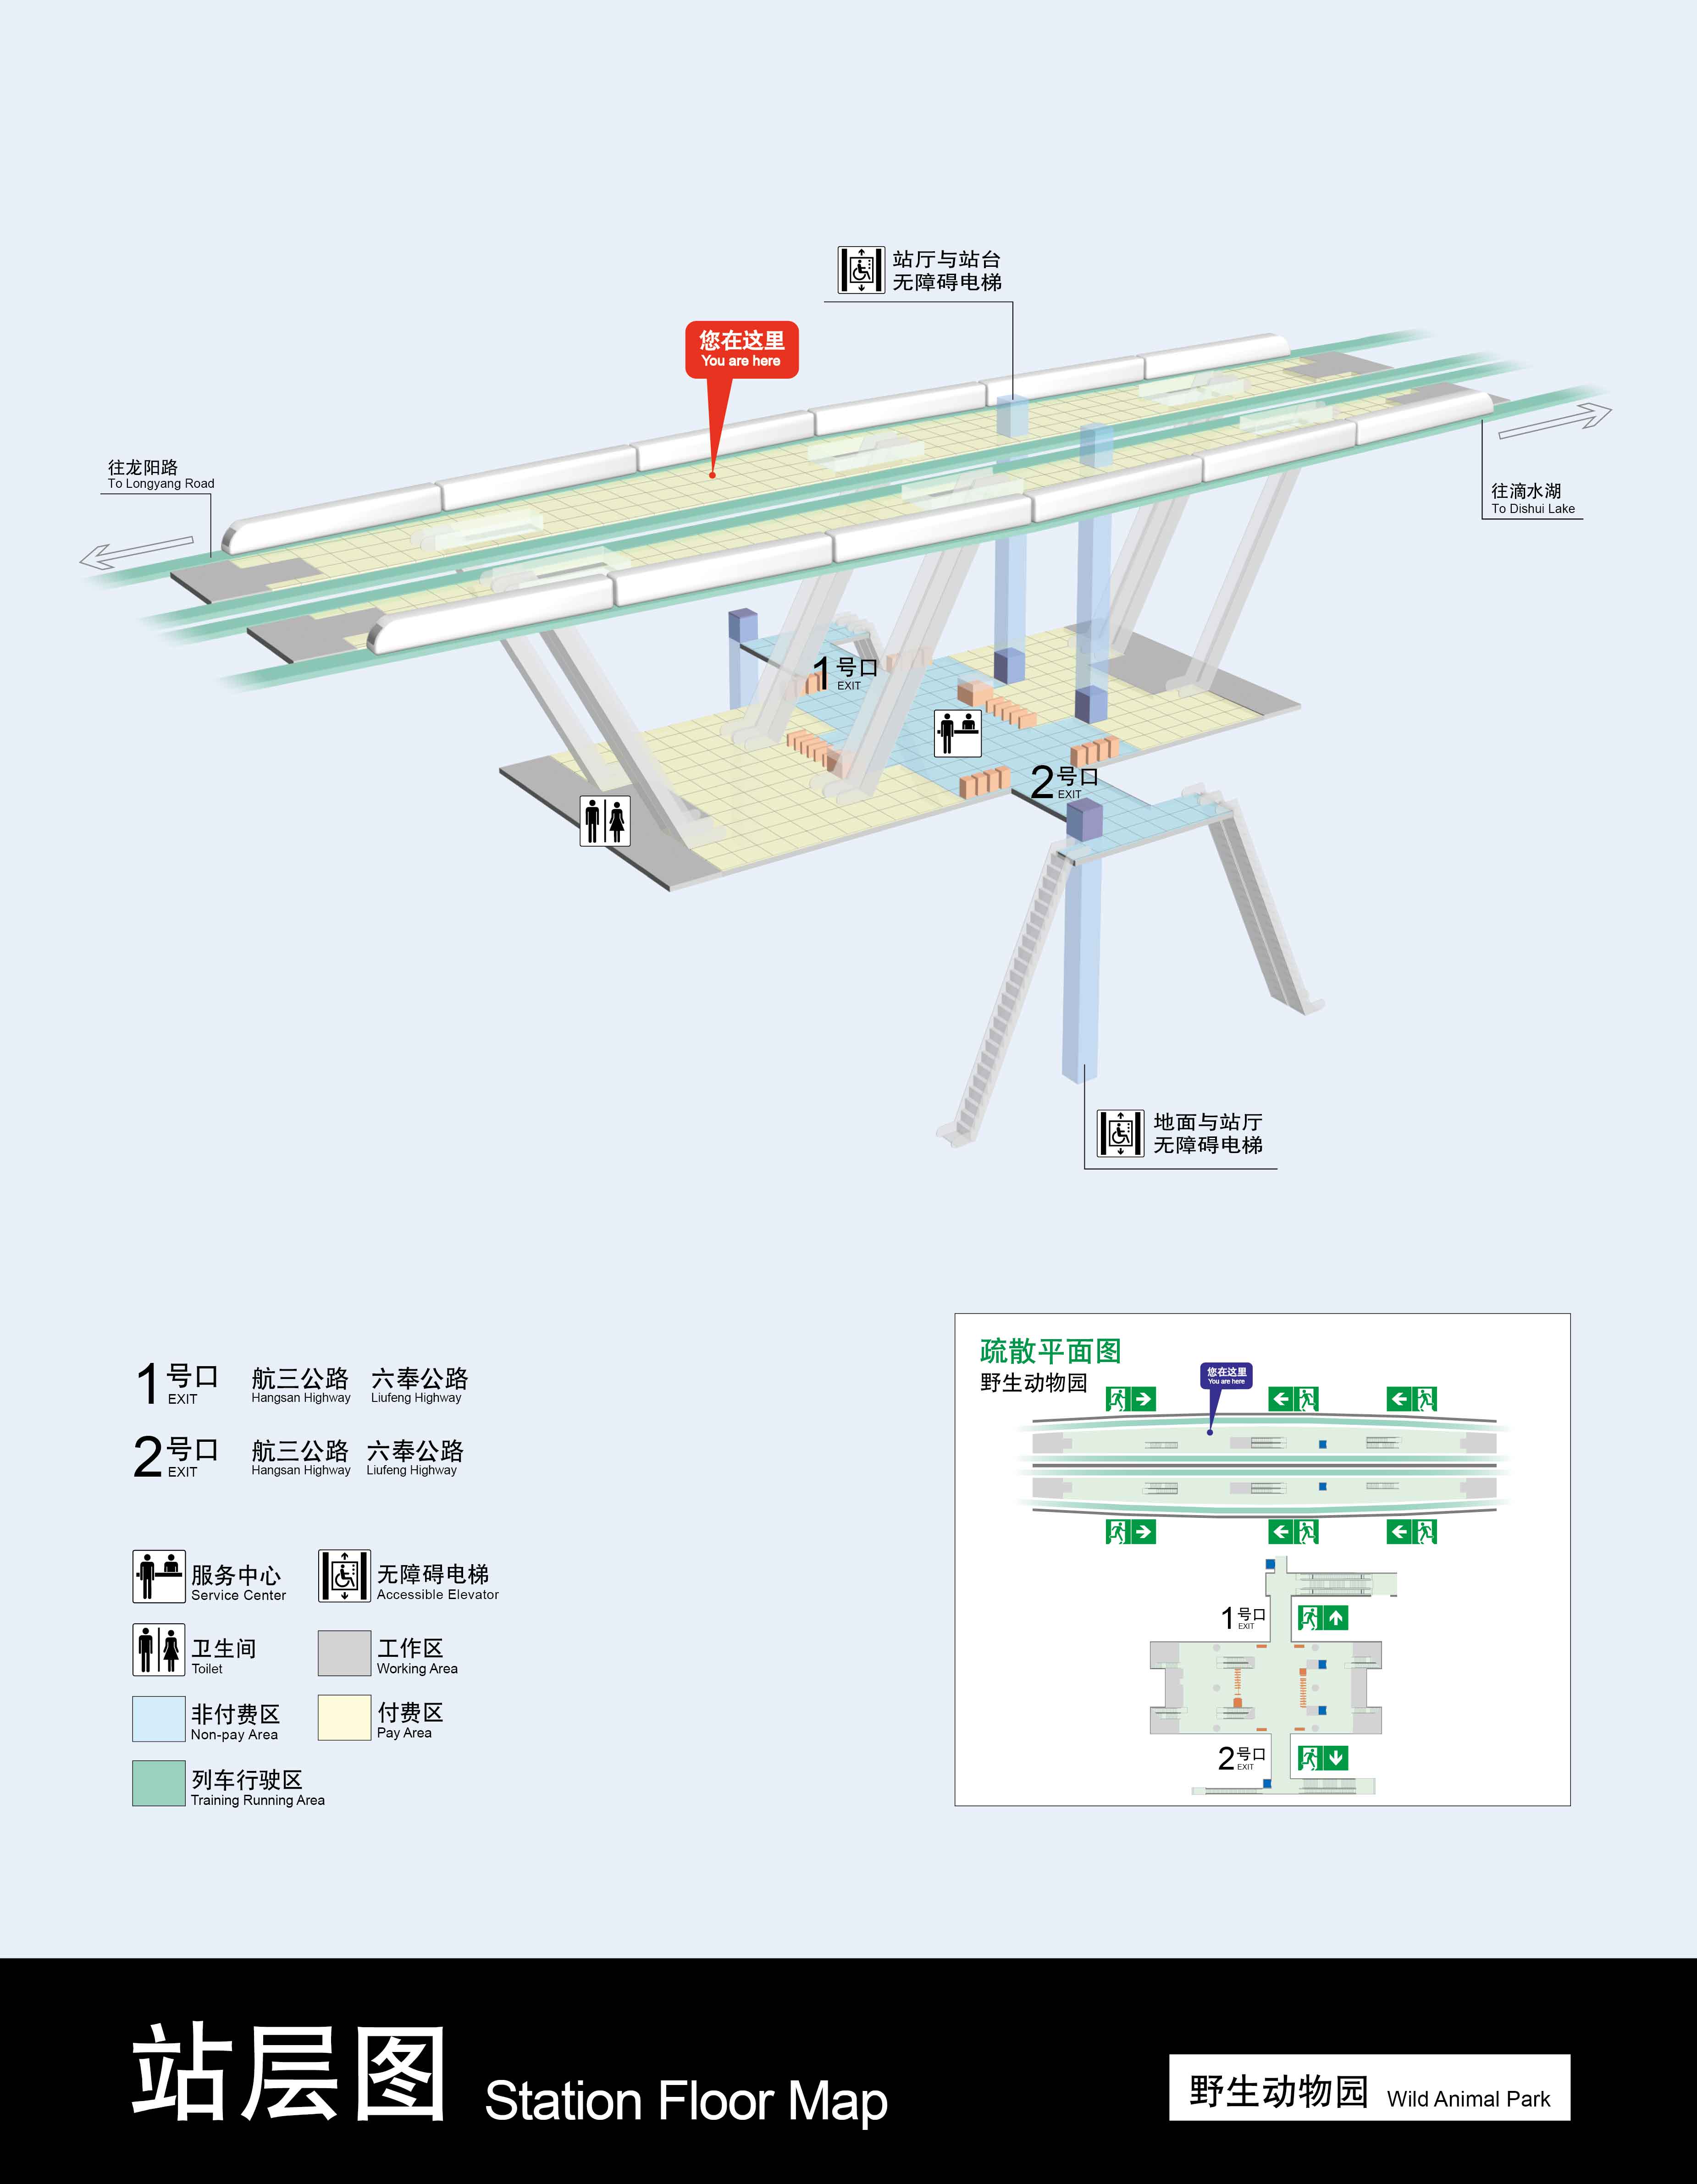 站厅与站台
无障碍电梯
您在这里
You are here
往龙阳路
To Longyang Road
往滴水湖
To Dishui Lake
1号口
EXIT
2号口
EXIT
地面与站厅
无障碍电梯
1号口 航三公路 六奉公路
EXIT Hangsan Highway Liufeng Highway
2号口 航三公路 六奉公路
EXIT Hangsan Highway Liufeng Highway
服务中心 无障碍电梯
Service Center Accessible Elevator
卫生间 工作区
Toilet Working Area
非付费区 付费区
Non-pay Area Pay Area
列车行驶区
Training Running Area
疏散平面图
野生动物园
您在这里
You are here
1号口
EXIT
2号口
EXIT
站层图 Station Floor Map
野生动物园 Wild Animal Park